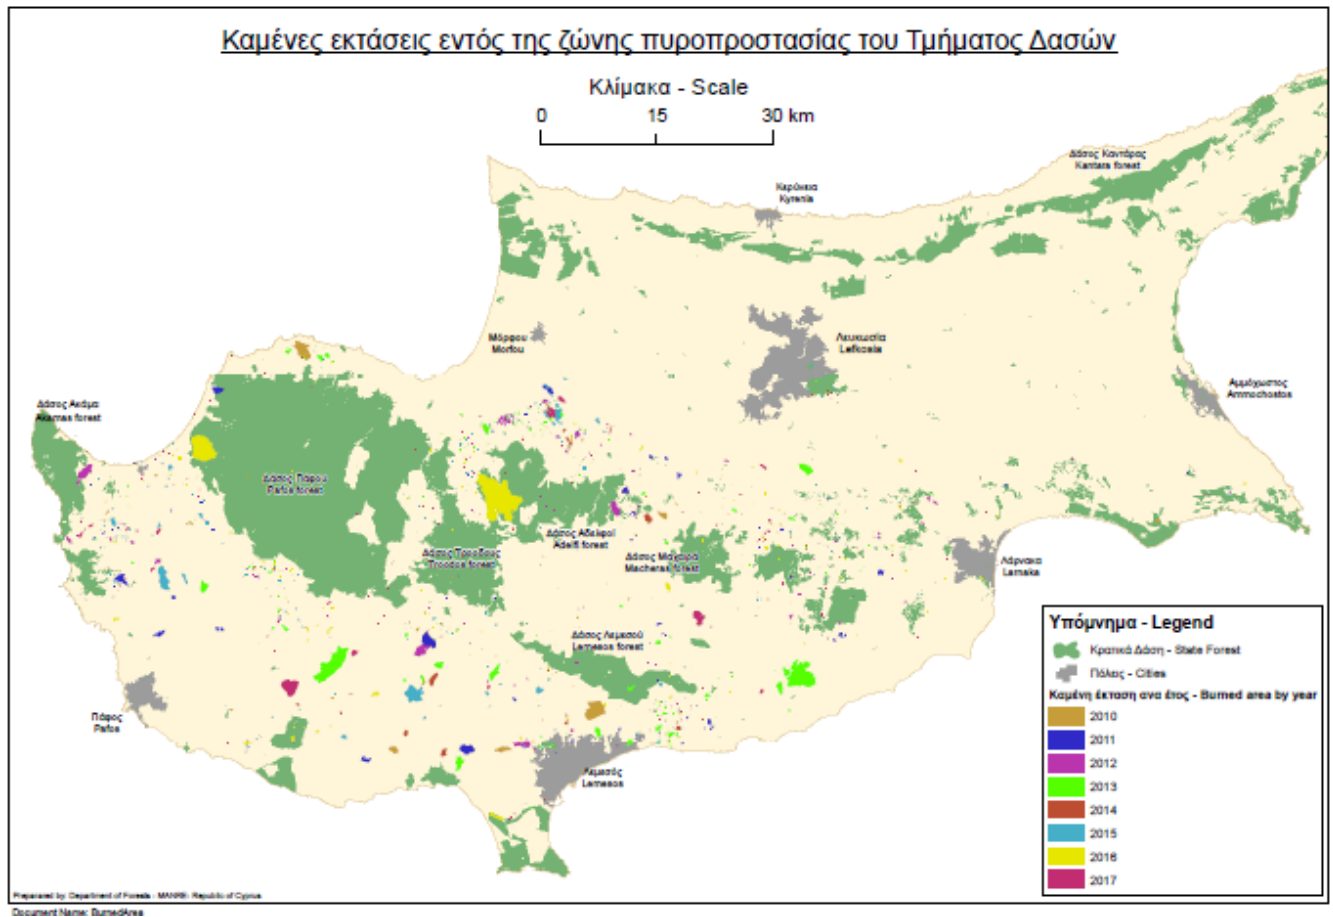 Καμένες εκτάσεις εντός της ζώνης πυροπροστασίας του Τμήματος Δασών
Κλίμακα - Scale
0 15 30 km
Δάσος Καντάρας
Kantara forest
Κερύνεια
Kyrenia
Μόρφου
Morfou
Λευκωσία
Lefkosia
Αμμόχωστος
Ammochostos
Δάσος Ακάμα
Akamas forest
Δάσος Πάφου
Pafos forest
Δάσος Αδελφοί
Adelfi forest
Δάσος Τροόδους
Troodos forest
Δάσος Μαχαιρά
Macheras forest
Λάρνακα
Larnaka
Δάσος Λεμεσού
Lemesos forest
Πάφος
Pafos
Λεμεσός
Lemesos
Υπόμνημα - Legend
Κρατικά Δάση - State Forest
Πόλεις - Cities
Καμένη έκταση ανα έτος - Burned area by year
2010
2011
2012
2013
2014
2015
2016
2017
Preparared by: Department of Forests - MANRE- Republic of Cyprus
Document Name: BurnedArea